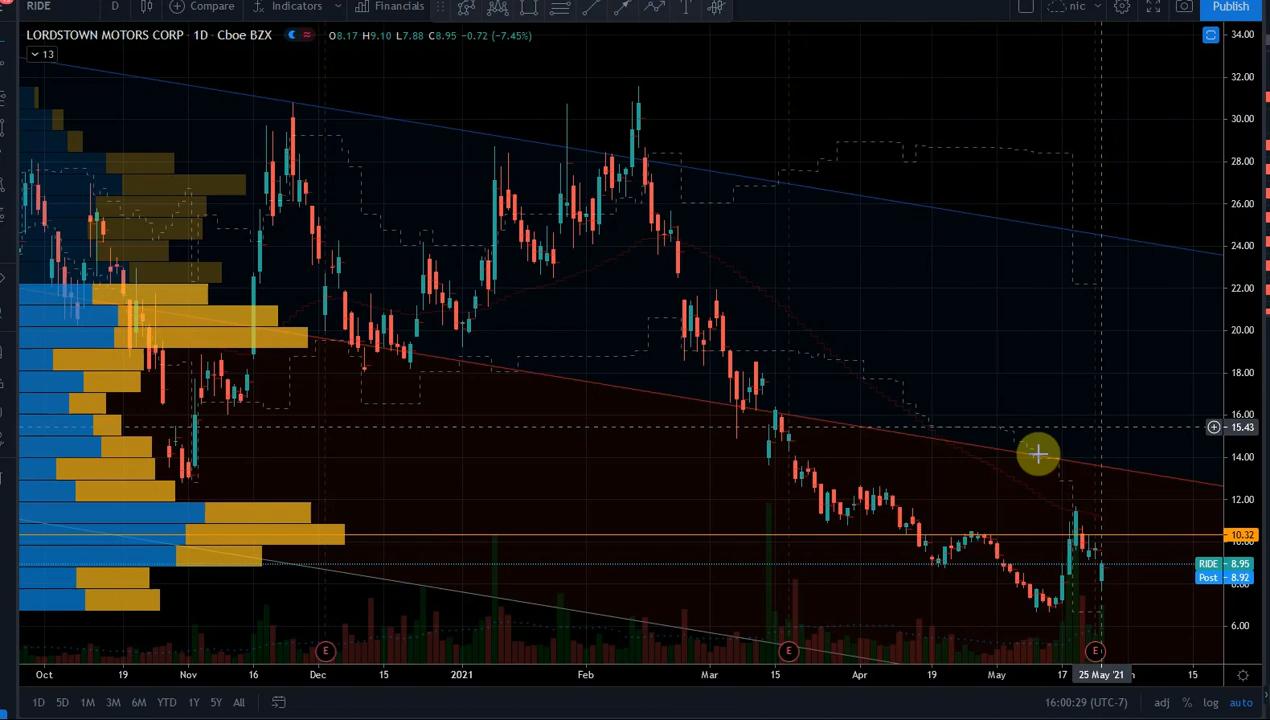 RIDE D Compare Indicators Financials T nic Publish
LORDSTOWN MOTORS CORP • 1D • Cboe BZX O8.17 H9.10 L7.88 C8.95 −0.72 (−7.45%)
13
34.00
32.00
30.00
28.00
26.00
24.00
22.00
20.00
18.00
16.00
15.43
14.00
12.00
10.32
10.00
RIDE 8.95
Post 8.92
8.00
6.00
E E E
Oct 19 Nov 16 Dec 15 2021 Feb Mar 15 Apr 19 May 17 25 May '21 15
1D 5D 1M 3M 6M YTD 1Y 5Y All 16:00:29 (UTC-7) adj % log auto